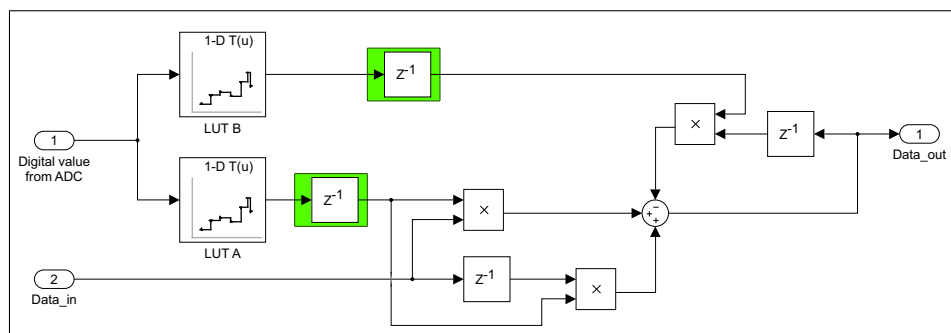 1-D T(u)
z-1
LUT B
×
z-1
1
Data_out
1
Digital value
from ADC
1-D T(u)
z-1
×
−
+
+
LUT A
2
Data_in
z-1
×